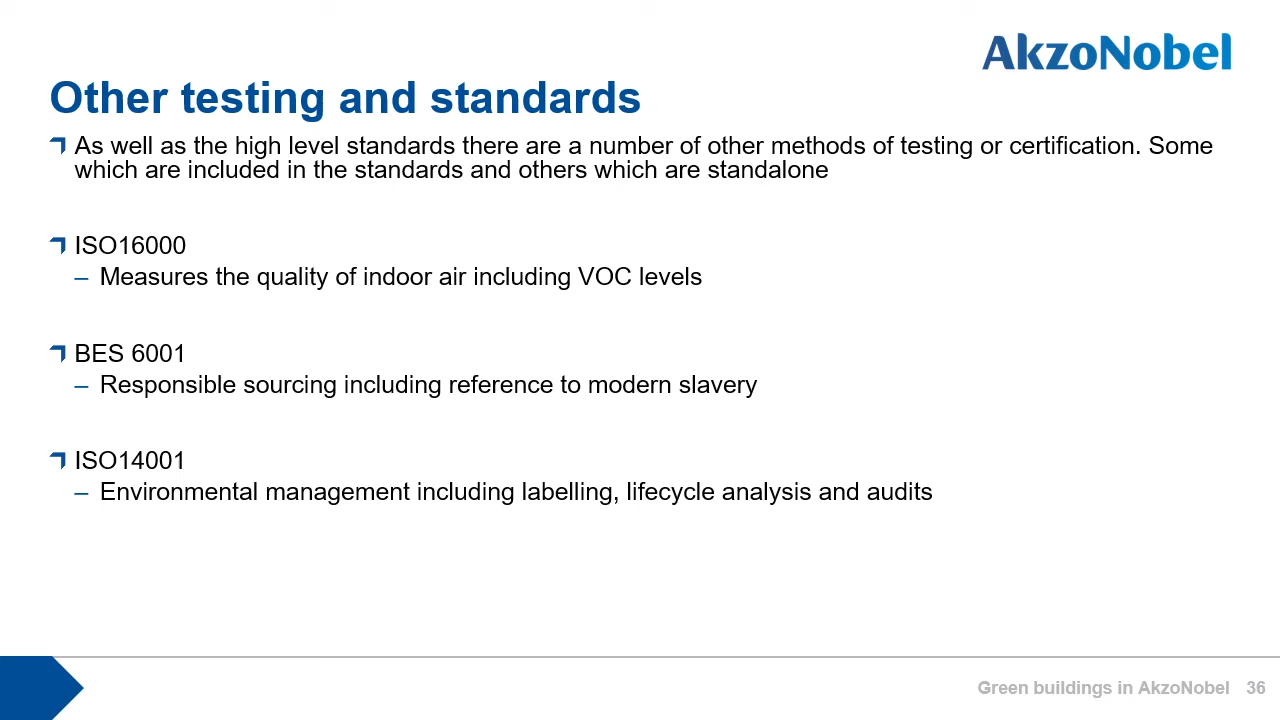 AkzoNobel
Other testing and standards
As well as the high level standards there are a number of other methods of testing or certification. Some
which are included in the standards and others which are standalone
ISO16000
– Measures the quality of indoor air including VOC levels
BES 6001
– Responsible sourcing including reference to modern slavery
ISO14001
– Environmental management including labelling, lifecycle analysis and audits
Green buildings in AkzoNobel 36